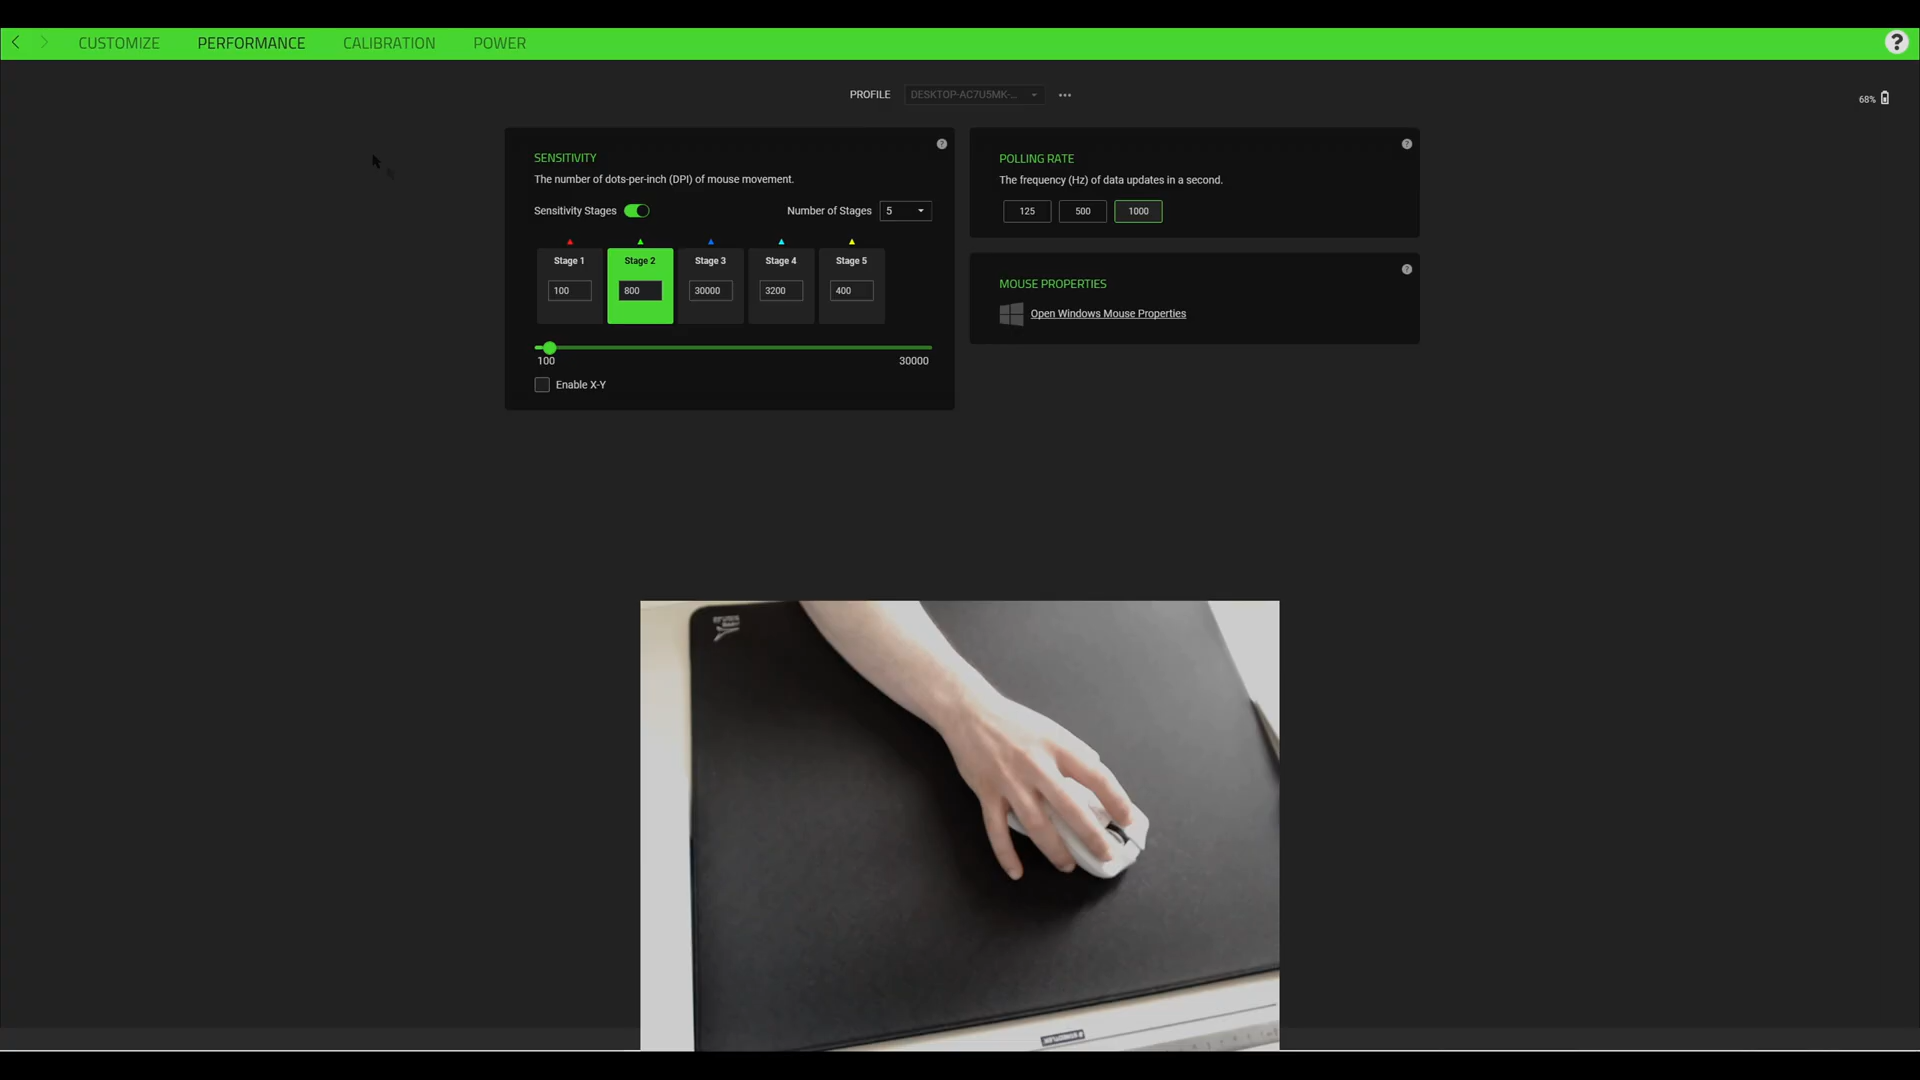 CUSTOMIZE PERFORMANCE CALIBRATION POWER
?
PROFILE DESKTOP-AC7U5MK-... •••
68%
SENSITIVITY
The number of dots-per-inch (DPI) of mouse movement.
Sensitivity Stages
Number of Stages 5
Stage 1 Stage 2 Stage 3 Stage 4 Stage 5
100 800 30000 3200 400
100 30000
Enable X-Y
POLLING RATE
The frequency (Hz) of data updates in a second.
125 500 1000
MOUSE PROPERTIES
Open Windows Mouse Properties